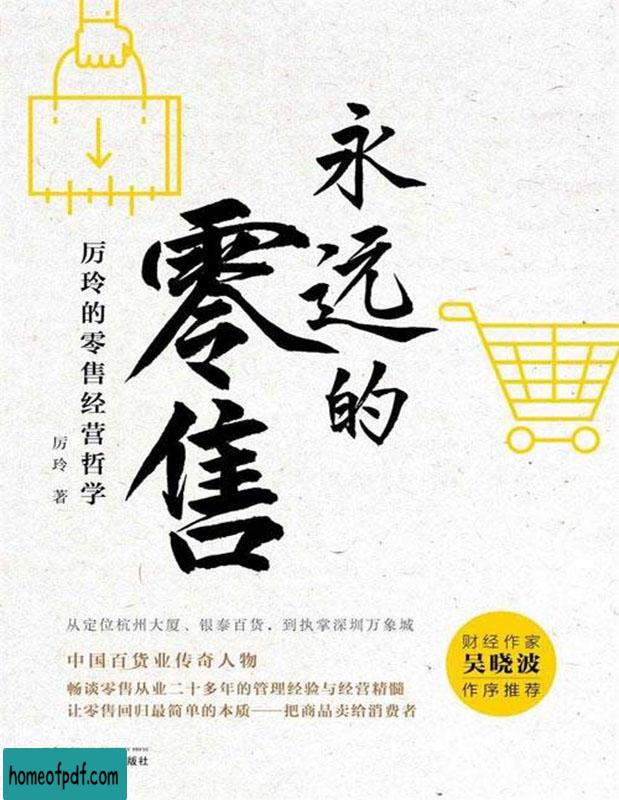 永远的
零售
厉玲的零售经营哲学
厉玲 著
从定位杭州大厦、银泰百货，到执掌深圳万象城
中国百货业传奇人物
畅谈零售从业二十多年的管理经验与经营精髓
让零售回归最简单的本质——把商品卖给消费者
财经作家
吴晓波
作序推荐
PRESS
版社
homeofpdf.com